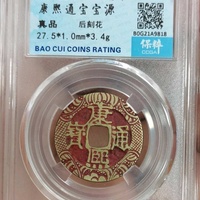 康熙通宝宝源
真品 后刻花
27.5*1.0mm*3.4g
BAO CUI COINS RATING
B0G21A9818
保粹
康熙通寶